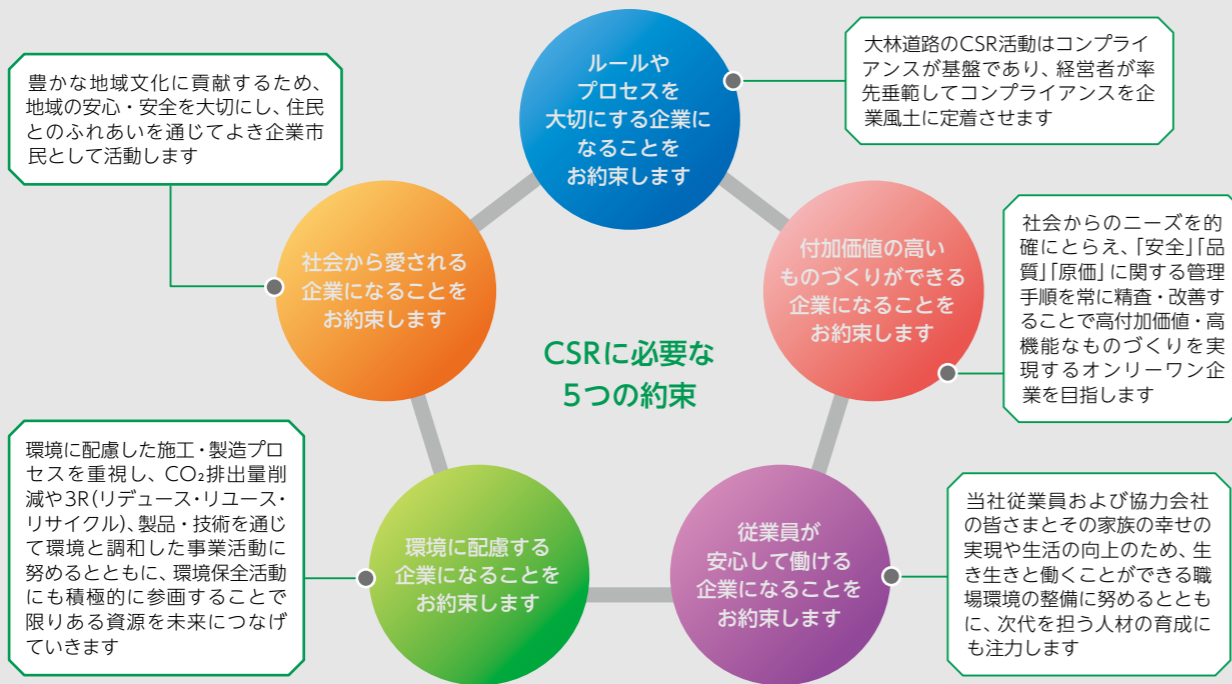 ルールや
プロセスを
大切にする企業に
なることを
お約束します
大林道路のCSR活動はコンプライ
アンスが基盤であり、経営者が率
先垂範してコンプライアンスを企
業風土に定着させます
豊かな地域文化に貢献するため、
地域の安心・安全を大切にし、住民
とのふれあいを通じてよき企業市
民として活動します
社会から愛される
企業になることを
お約束します
付加価値の高い
ものづくりができる
企業になることを
お約束します
社会からのニーズを的
確にとらえ、「安全」「品
質」「原価」に関する管理
手順を常に精査・改善す
ることで高付加価値・高
機能なものづくりを実
現するオンリーワン企
業を目指します
CSRに必要な
5つの約束
環境に配慮した施工・製造プロ
セスを重視し、CO₂排出量削
減や3R(リデュース・リユース・
リサイクル)、製品・技術を通じ
て環境と調和した事業活動に
努めるとともに、環境保全活動
にも積極的に参画することで
限りある資源を未来につなげ
ていきます
環境に配慮する
企業になることを
お約束します
従業員が
安心して働ける
企業になることを
お約束します
当社従業員および協力会社
の皆さまとその家族の幸せの
実現や生活の向上のため、生
き生きと働くことができる職
場環境の整備に努めるととも
に、次代を担う人材の育成に
も注力します